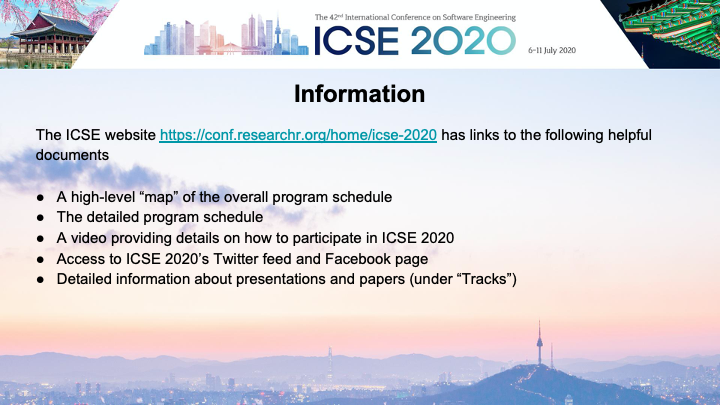 The 42nd International Conference on Software Engineering
ICSE 2020
6-11 July 2020
Information
The ICSE website https://conf.researchr.org/home/icse-2020 has links to the following helpful
documents
● A high-level “map” of the overall program schedule
● The detailed program schedule
● A video providing details on how to participate in ICSE 2020
● Access to ICSE 2020’s Twitter feed and Facebook page
● Detailed information about presentations and papers (under “Tracks”)